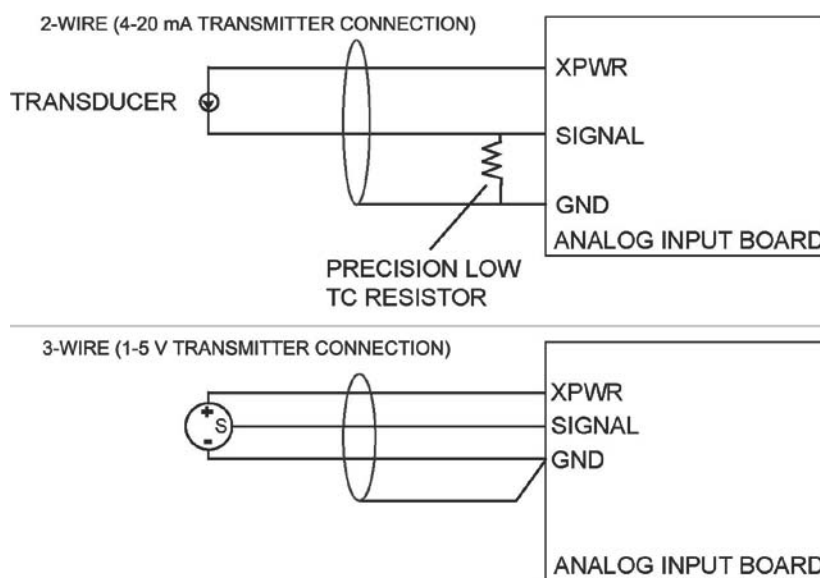 2-WIRE (4-20 mA TRANSMITTER CONNECTION)
XPWR
TRANSDUCER
SIGNAL
GND
ANALOG INPUT BOARD
PRECISION LOW
TC RESISTOR
3-WIRE (1-5 V TRANSMITTER CONNECTION)
XPWR
+
S
SIGNAL
-
GND
ANALOG INPUT BOARD